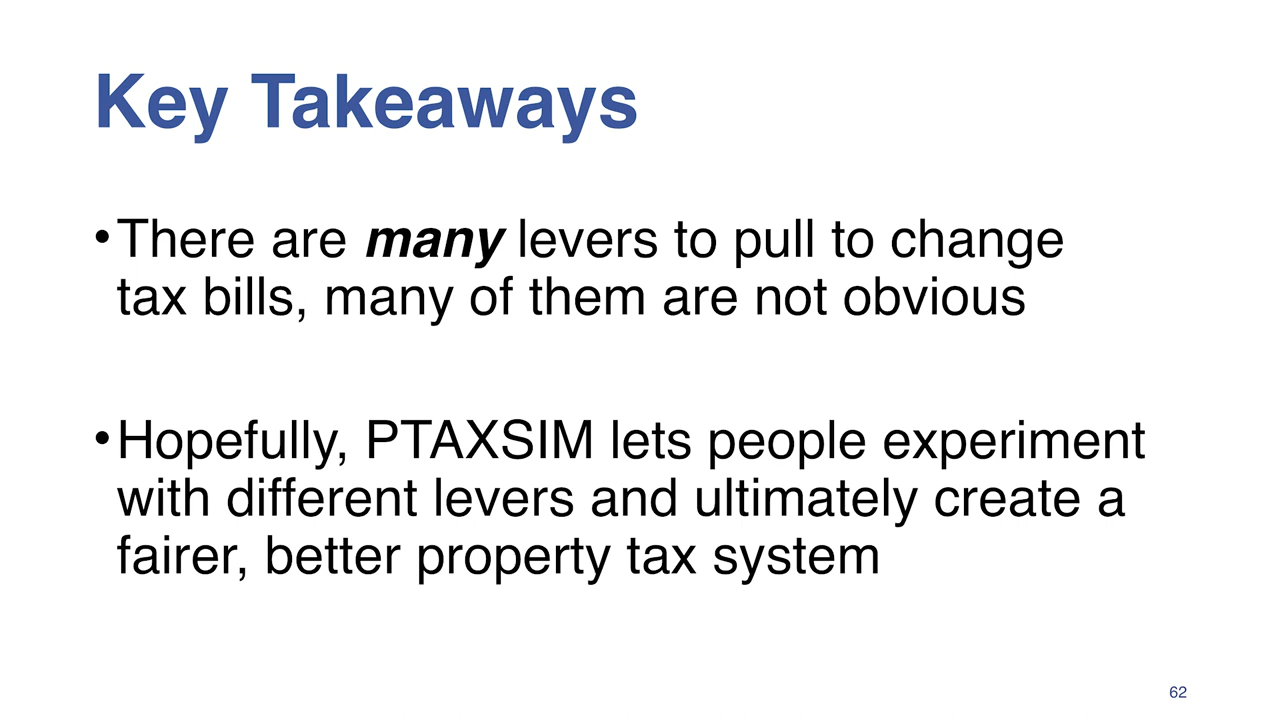 Key Takeaways
•There are many levers to pull to change
tax bills, many of them are not obvious
•Hopefully, PTAXSIM lets people experiment
with different levers and ultimately create a
fairer, better property tax system
62